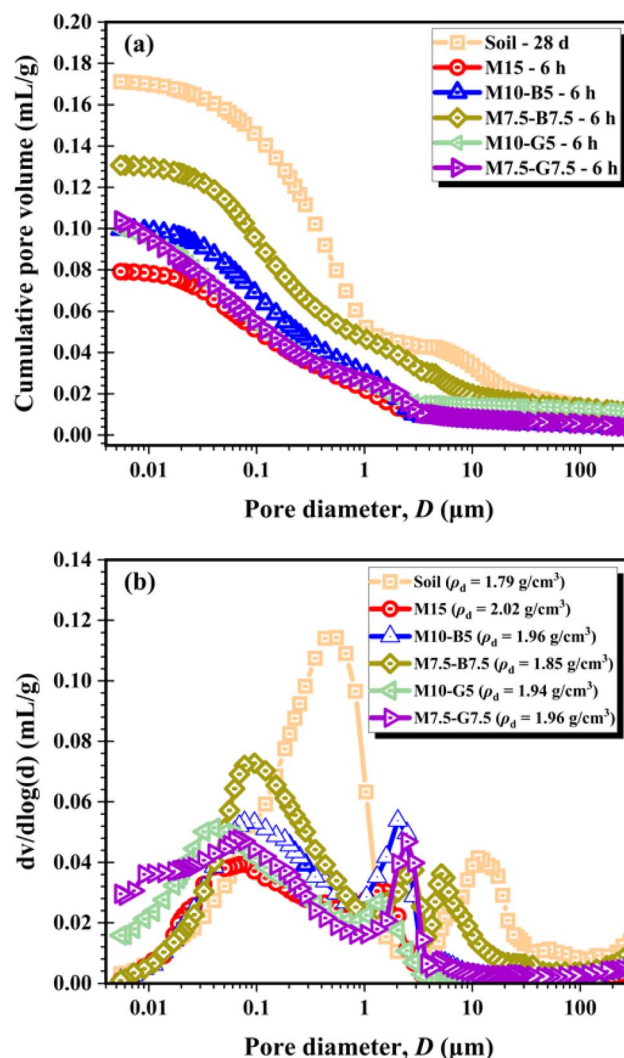 (a)
Soil - 28 d
M15 - 6 h
M10-B5 - 6 h
M7.5-B7.5 - 6 h
M10-G5 - 6 h
M7.5-G7.5 - 6 h
Cumulative pore volume (mL/g)
0.20
0.18
0.16
0.14
0.12
0.10
0.08
0.06
0.04
0.02
0.00
0.01 0.1 1 10 100
Pore diameter, D (μm)
(b)
Soil (ρd = 1.79 g/cm³)
M15 (ρd = 2.02 g/cm³)
M10-B5 (ρd = 1.96 g/cm³)
M7.5-B7.5 (ρd = 1.85 g/cm³)
M10-G5 (ρd = 1.94 g/cm³)
M7.5-G7.5 (ρd = 1.96 g/cm³)
dv/dlog(d) (mL/g)
0.14
0.12
0.10
0.08
0.06
0.04
0.02
0.00
0.01 0.1 1 10 100
Pore diameter, D (μm)